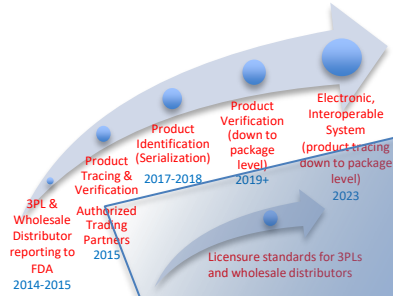 3PL &
Wholesale
Distributor
reporting to
FDA
2014-2015
Product
Tracing &
Verification
Authorized
Trading
Partners
2015
Product
Identification
(Serialization)
2017-2018
Product
Verification
(down to
package
level)
2019+
Electronic,
Interoperable
System
(product tracing
down to package
level)
2023
Licensure standards for 3PLs
and wholesale distributors